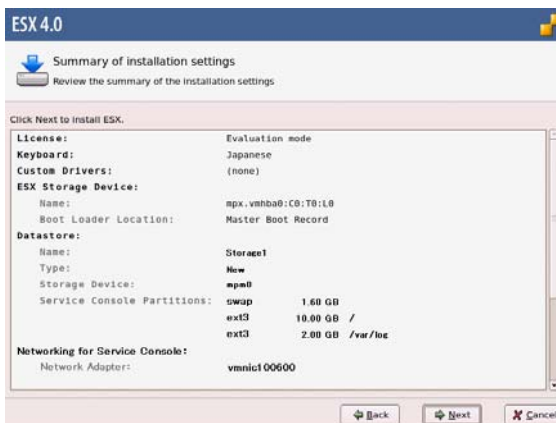 ESX 4.0
Summary of installation settings
Review the summary of the installation settings
Click Next to install ESX.
License: Evaluation mode
Keyboard: Japanese
Custom Drivers: (none)
ESX Storage Device:
Name: mpx.vmhba0:C0:T0:L0
Boot Loader Location: Master Boot Record
Datastore:
Name: Storage1
Type: New
Storage Device: mpm0
Service Console Partitions: swap 1.60 GB
ext3 10.00 GB /
ext3 2.00 GB /var/log
Networking for Service Console:
Network Adapter: vmnic100600
Back Next Cancel